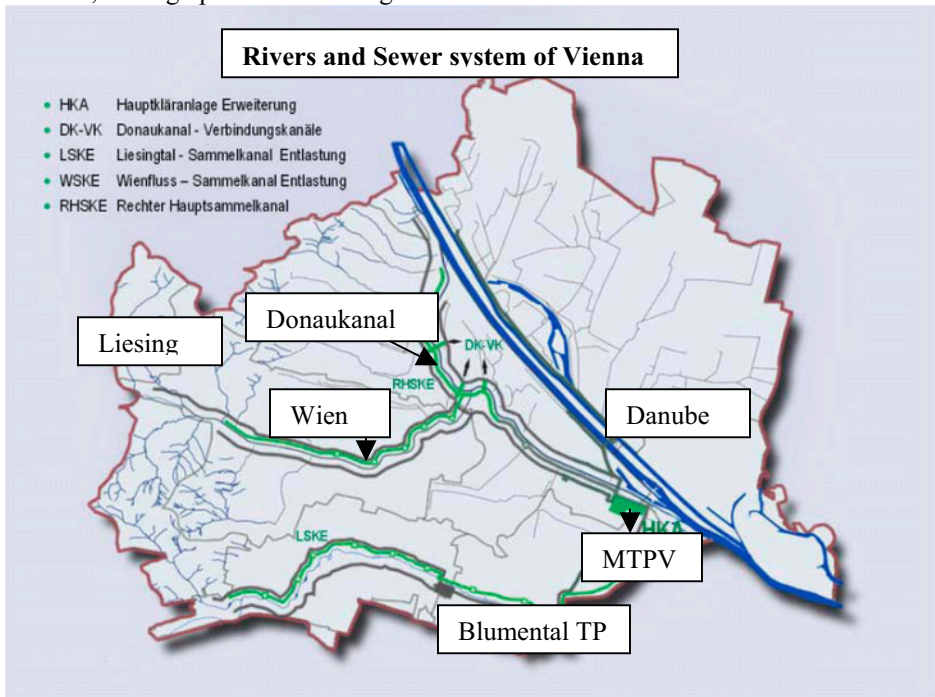 Rivers and Sewer system of Vienna
HKA Hauptkläranlage Erweiterung
DK-VK Donaukanal - Verbindungskanäle
LSKE Liesingtal - Sammelkanal Entlastung
WSKE Wienfluss – Sammelkanal Entlastung
RHSKE Rechter Hauptsammelkanal
Donaukanal
Liesing
DK-VK
RHSKE
Wien
Danube
HKA
MTPV
LSKE
Blumental TP